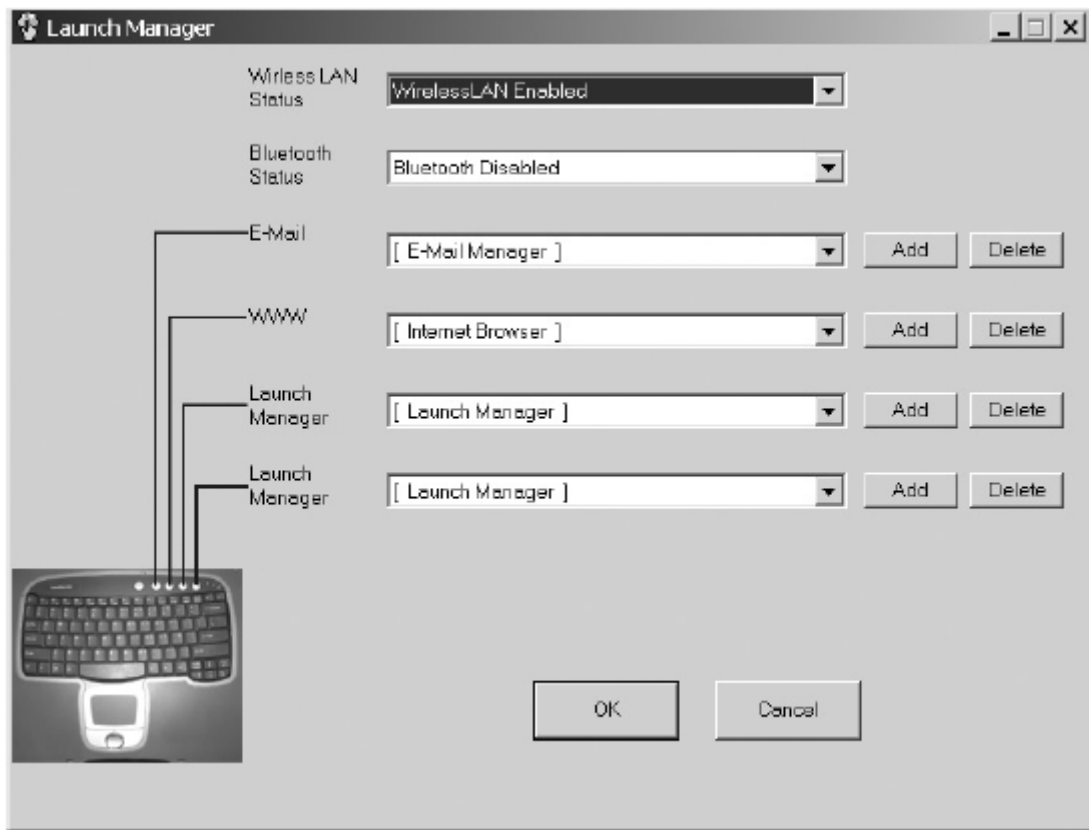 Launch Manager
Wirless LAN
Status
WirelessLAN Enabled
Bluetooth
Status
Bluetooth Disabled
E-Mail
[ E-Mail Manager ]
Add
Delete
WWW
[ Internet Browser ]
Add
Delete
Launch
Manager
[ Launch Manager ]
Add
Delete
Launch
Manager
[ Launch Manager ]
Add
Delete
OK
Cancel